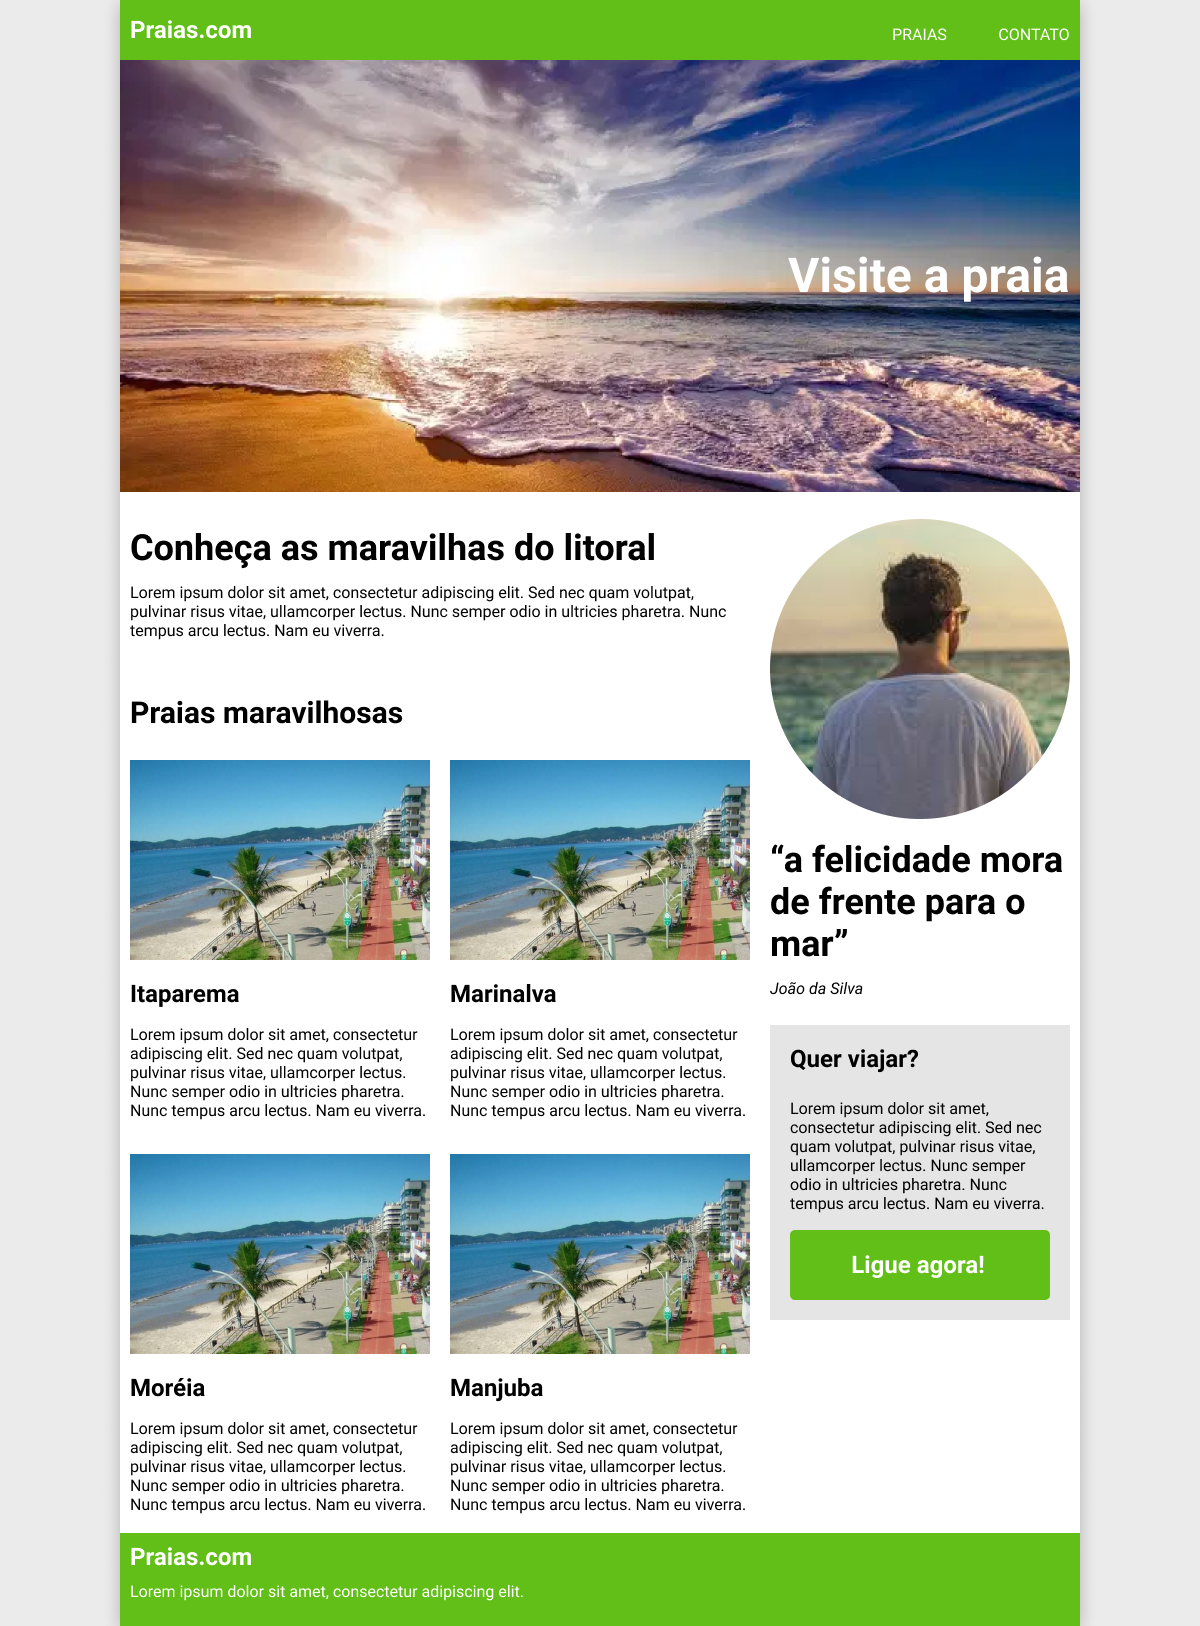 Praias.com
PRAIAS
CONTATO
Visite a praia
Conheça as maravilhas do litoral
Lorem ipsum dolor sit amet, consectetur adipiscing elit. Sed nec quam volutpat,
pulvinar risus vitae, ullamcorper lectus. Nunc semper odio in ultricies pharetra. Nunc
tempus arcu lectus. Nam eu viverra.
Praias maravilhosas
Itaparema
Lorem ipsum dolor sit amet, consectetur
adipiscing elit. Sed nec quam volutpat,
pulvinar risus vitae, ullamcorper lectus.
Nunc semper odio in ultricies pharetra.
Nunc tempus arcu lectus. Nam eu viverra.
Marinalva
Lorem ipsum dolor sit amet, consectetur
adipiscing elit. Sed nec quam volutpat,
pulvinar risus vitae, ullamcorper lectus.
Nunc semper odio in ultricies pharetra.
Nunc tempus arcu lectus. Nam eu viverra.
Moréia
Lorem ipsum dolor sit amet, consectetur
adipiscing elit. Sed nec quam volutpat,
pulvinar risus vitae, ullamcorper lectus.
Nunc semper odio in ultricies pharetra.
Nunc tempus arcu lectus. Nam eu viverra.
Manjuba
Lorem ipsum dolor sit amet, consectetur
adipiscing elit. Sed nec quam volutpat,
pulvinar risus vitae, ullamcorper lectus.
Nunc semper odio in ultricies pharetra.
Nunc tempus arcu lectus. Nam eu viverra.
“a felicidade mora
de frente para o
mar”
João da Silva
Quer viajar?
Lorem ipsum dolor sit amet,
consectetur adipiscing elit. Sed nec
quam volutpat, pulvinar risus vitae,
ullamcorper lectus. Nunc semper
odio in ultricies pharetra. Nunc
tempus arcu lectus. Nam eu viverra.
Ligue agora!
Praias.com
Lorem ipsum dolor sit amet, consectetur adipiscing elit.